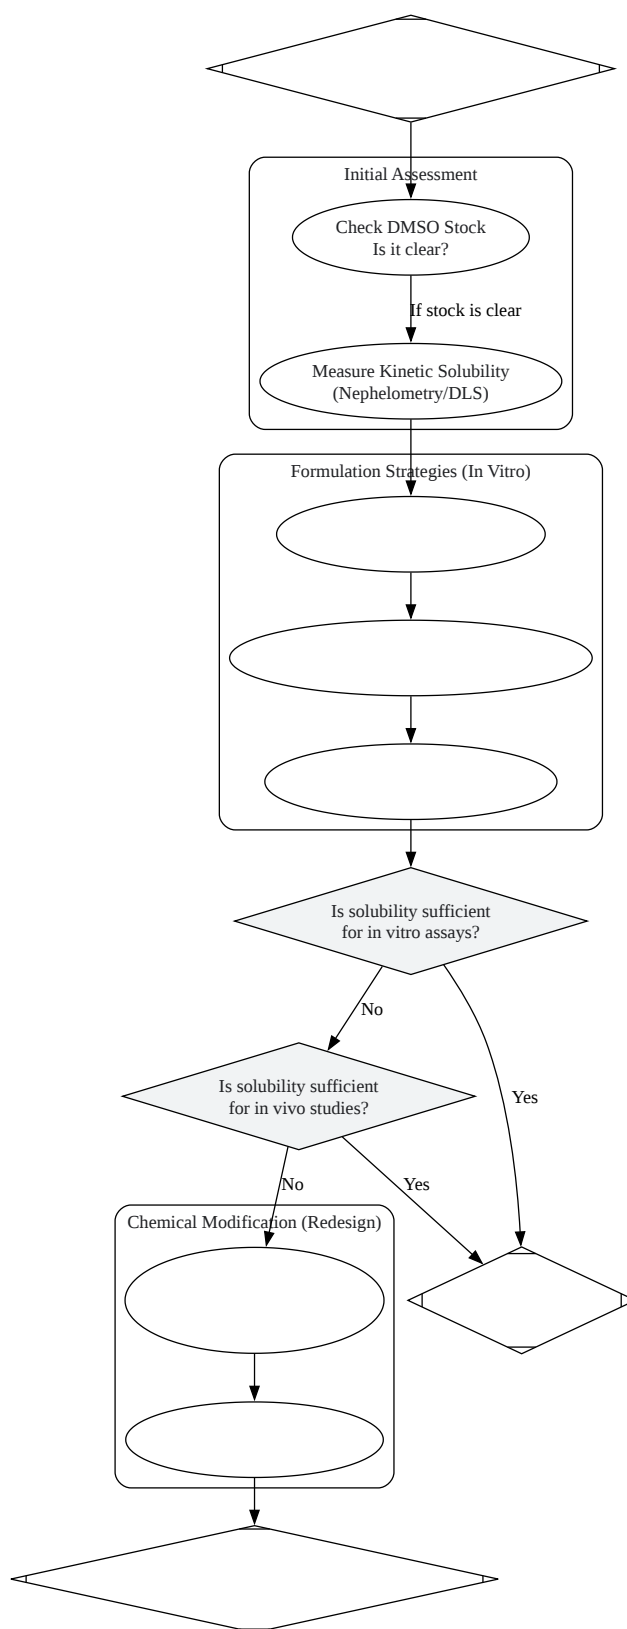 Initial Assessment
Check DMSO Stock
Is it clear?
If stock is clear
Measure Kinetic Solubility
(Nephelometry/DLS)
Formulation Strategies (In Vitro)
Is solubility sufficient
for in vitro assays?
No
Is solubility sufficient
for in vivo studies?
Yes
No
Yes
Chemical Modification (Redesign)